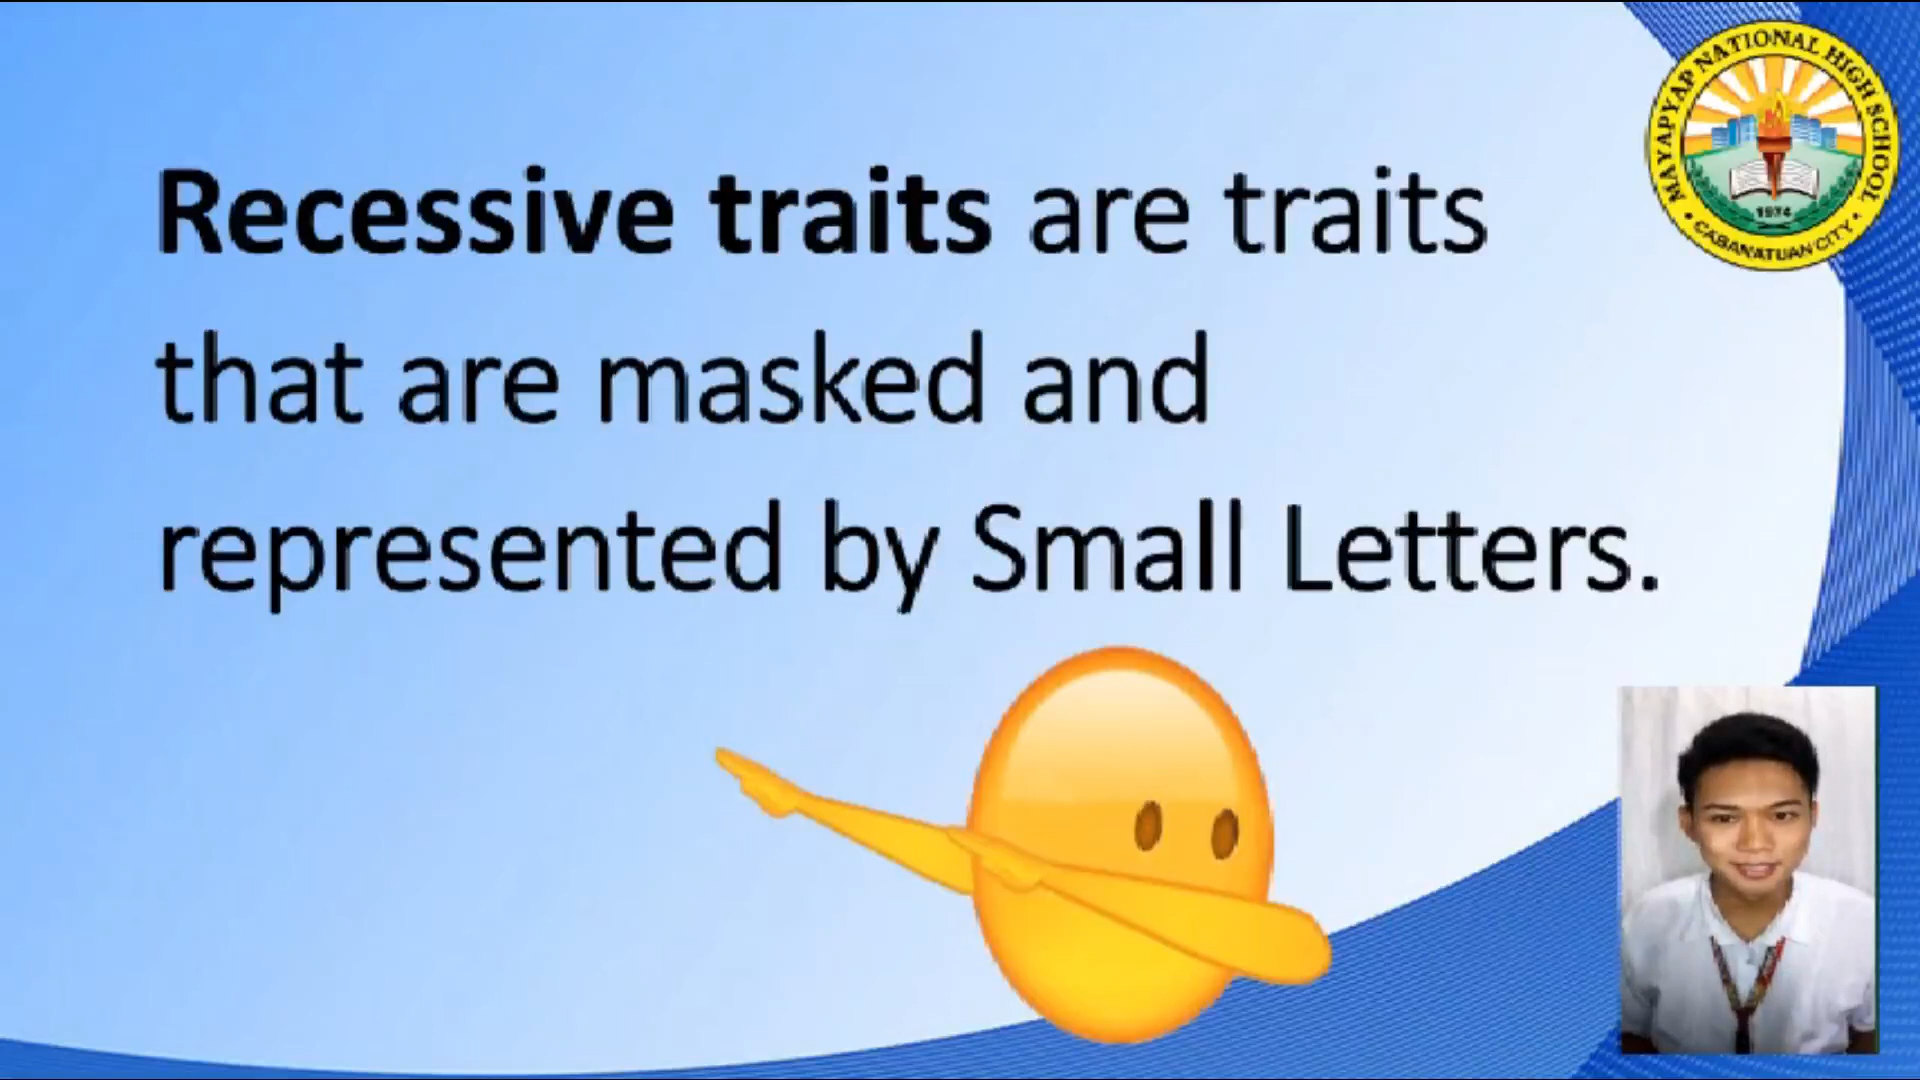 MAYAPYAP NATIONAL HIGH SCHOOL
1974
CABANATUAN CITY
Recessive traits are traits
that are masked and
represented by Small Letters.